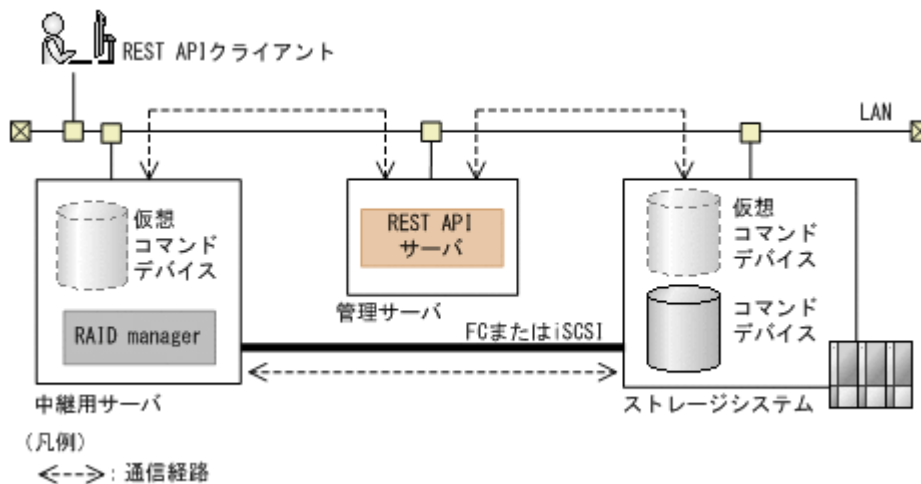 REST APIクライアント
LAN
仮想
コマンド
デバイス
RAID manager
中継用サーバ
REST API
サーバ
管理サーバ
FCまたはiSCSI
仮想
コマンド
デバイス
コマンド
デバイス
ストレージシステム
(凡例)
: 通信経路